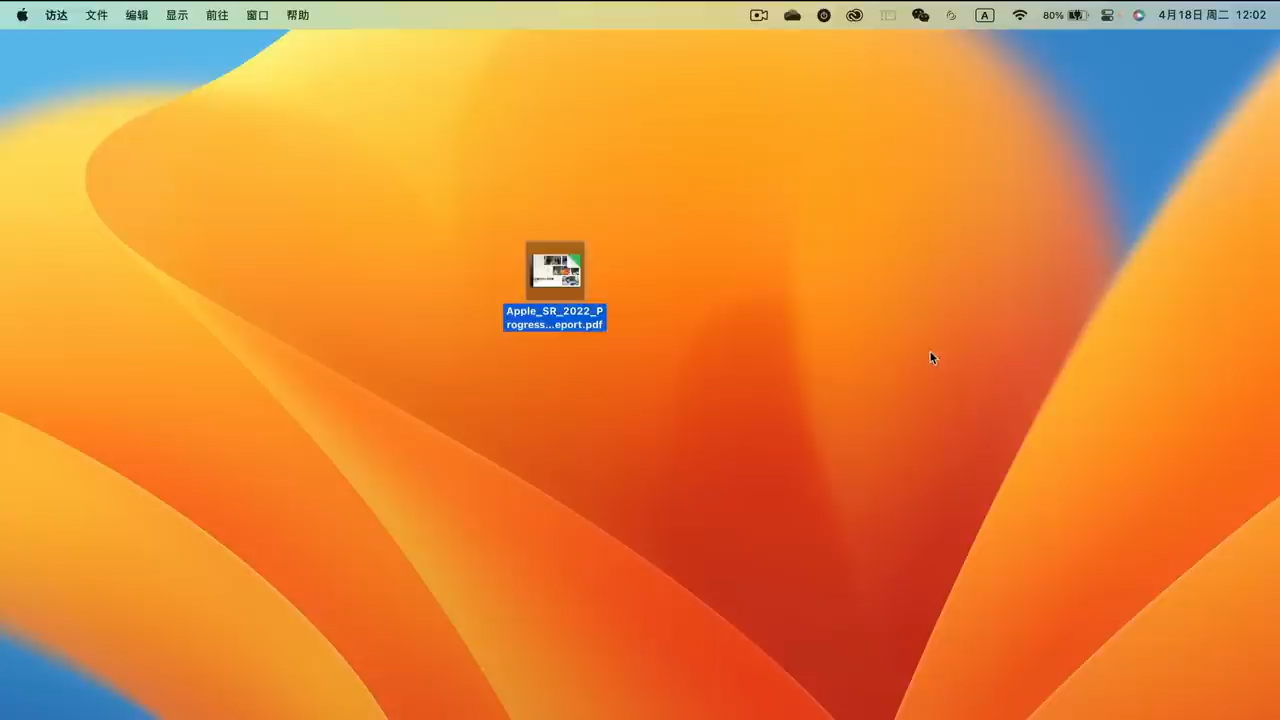 访达 文件 编辑 显示 前往 窗口 帮助 A 80% 4月18日 周二 12:02
Apple_SR_2022_P
rogress...eport.pdf